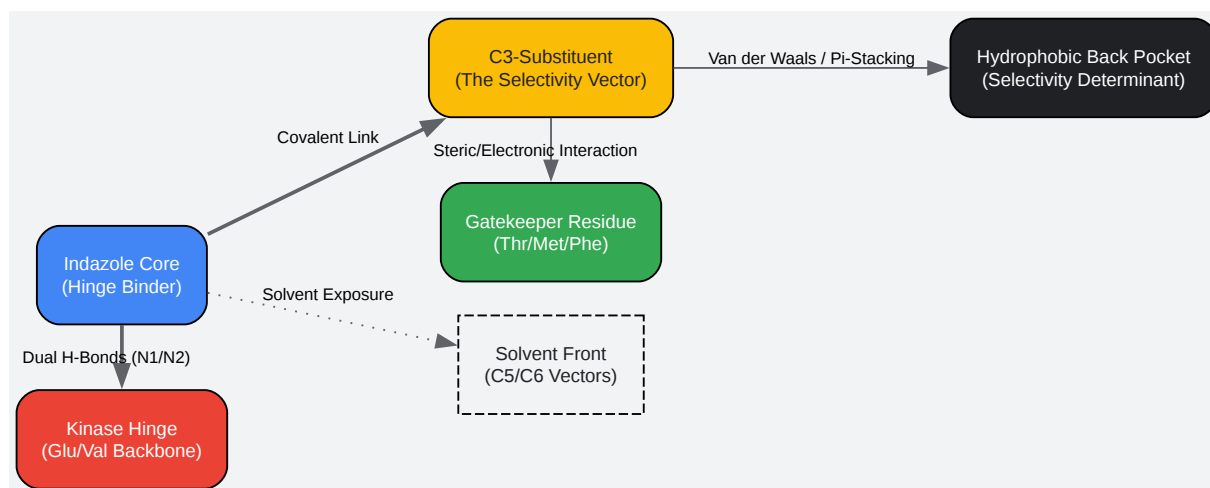 C3-Substituent
(The Selectivity Vector)
Van der Waals / Pi-Stacking
Hydrophobic Back Pocket
(Selectivity Determinant)
Covalent Link
Steric/Electronic Interaction
Gatekeeper Residue
(Thr/Met/Phe)
Indazole Core
(Hinge Binder)
Solvent Exposure
Solvent Front
(C5/C6 Vectors)
Dual H-Bonds (N1/N2)
Kinase Hinge
(Glu/Val Backbone)